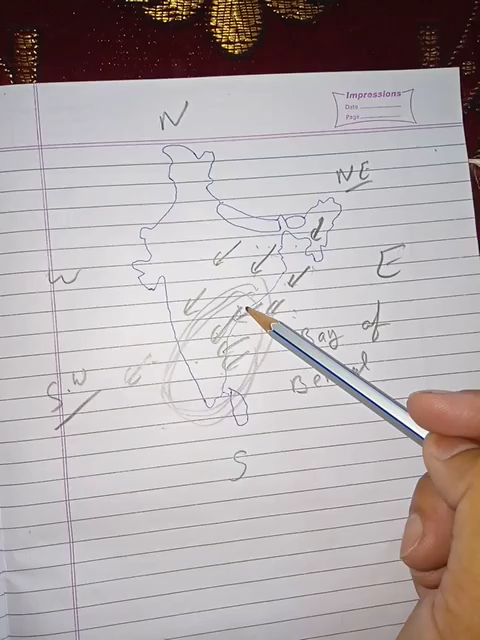 Impressions
Date
Page
N
NE
W
E
Bay of
Bengal
S.W
S